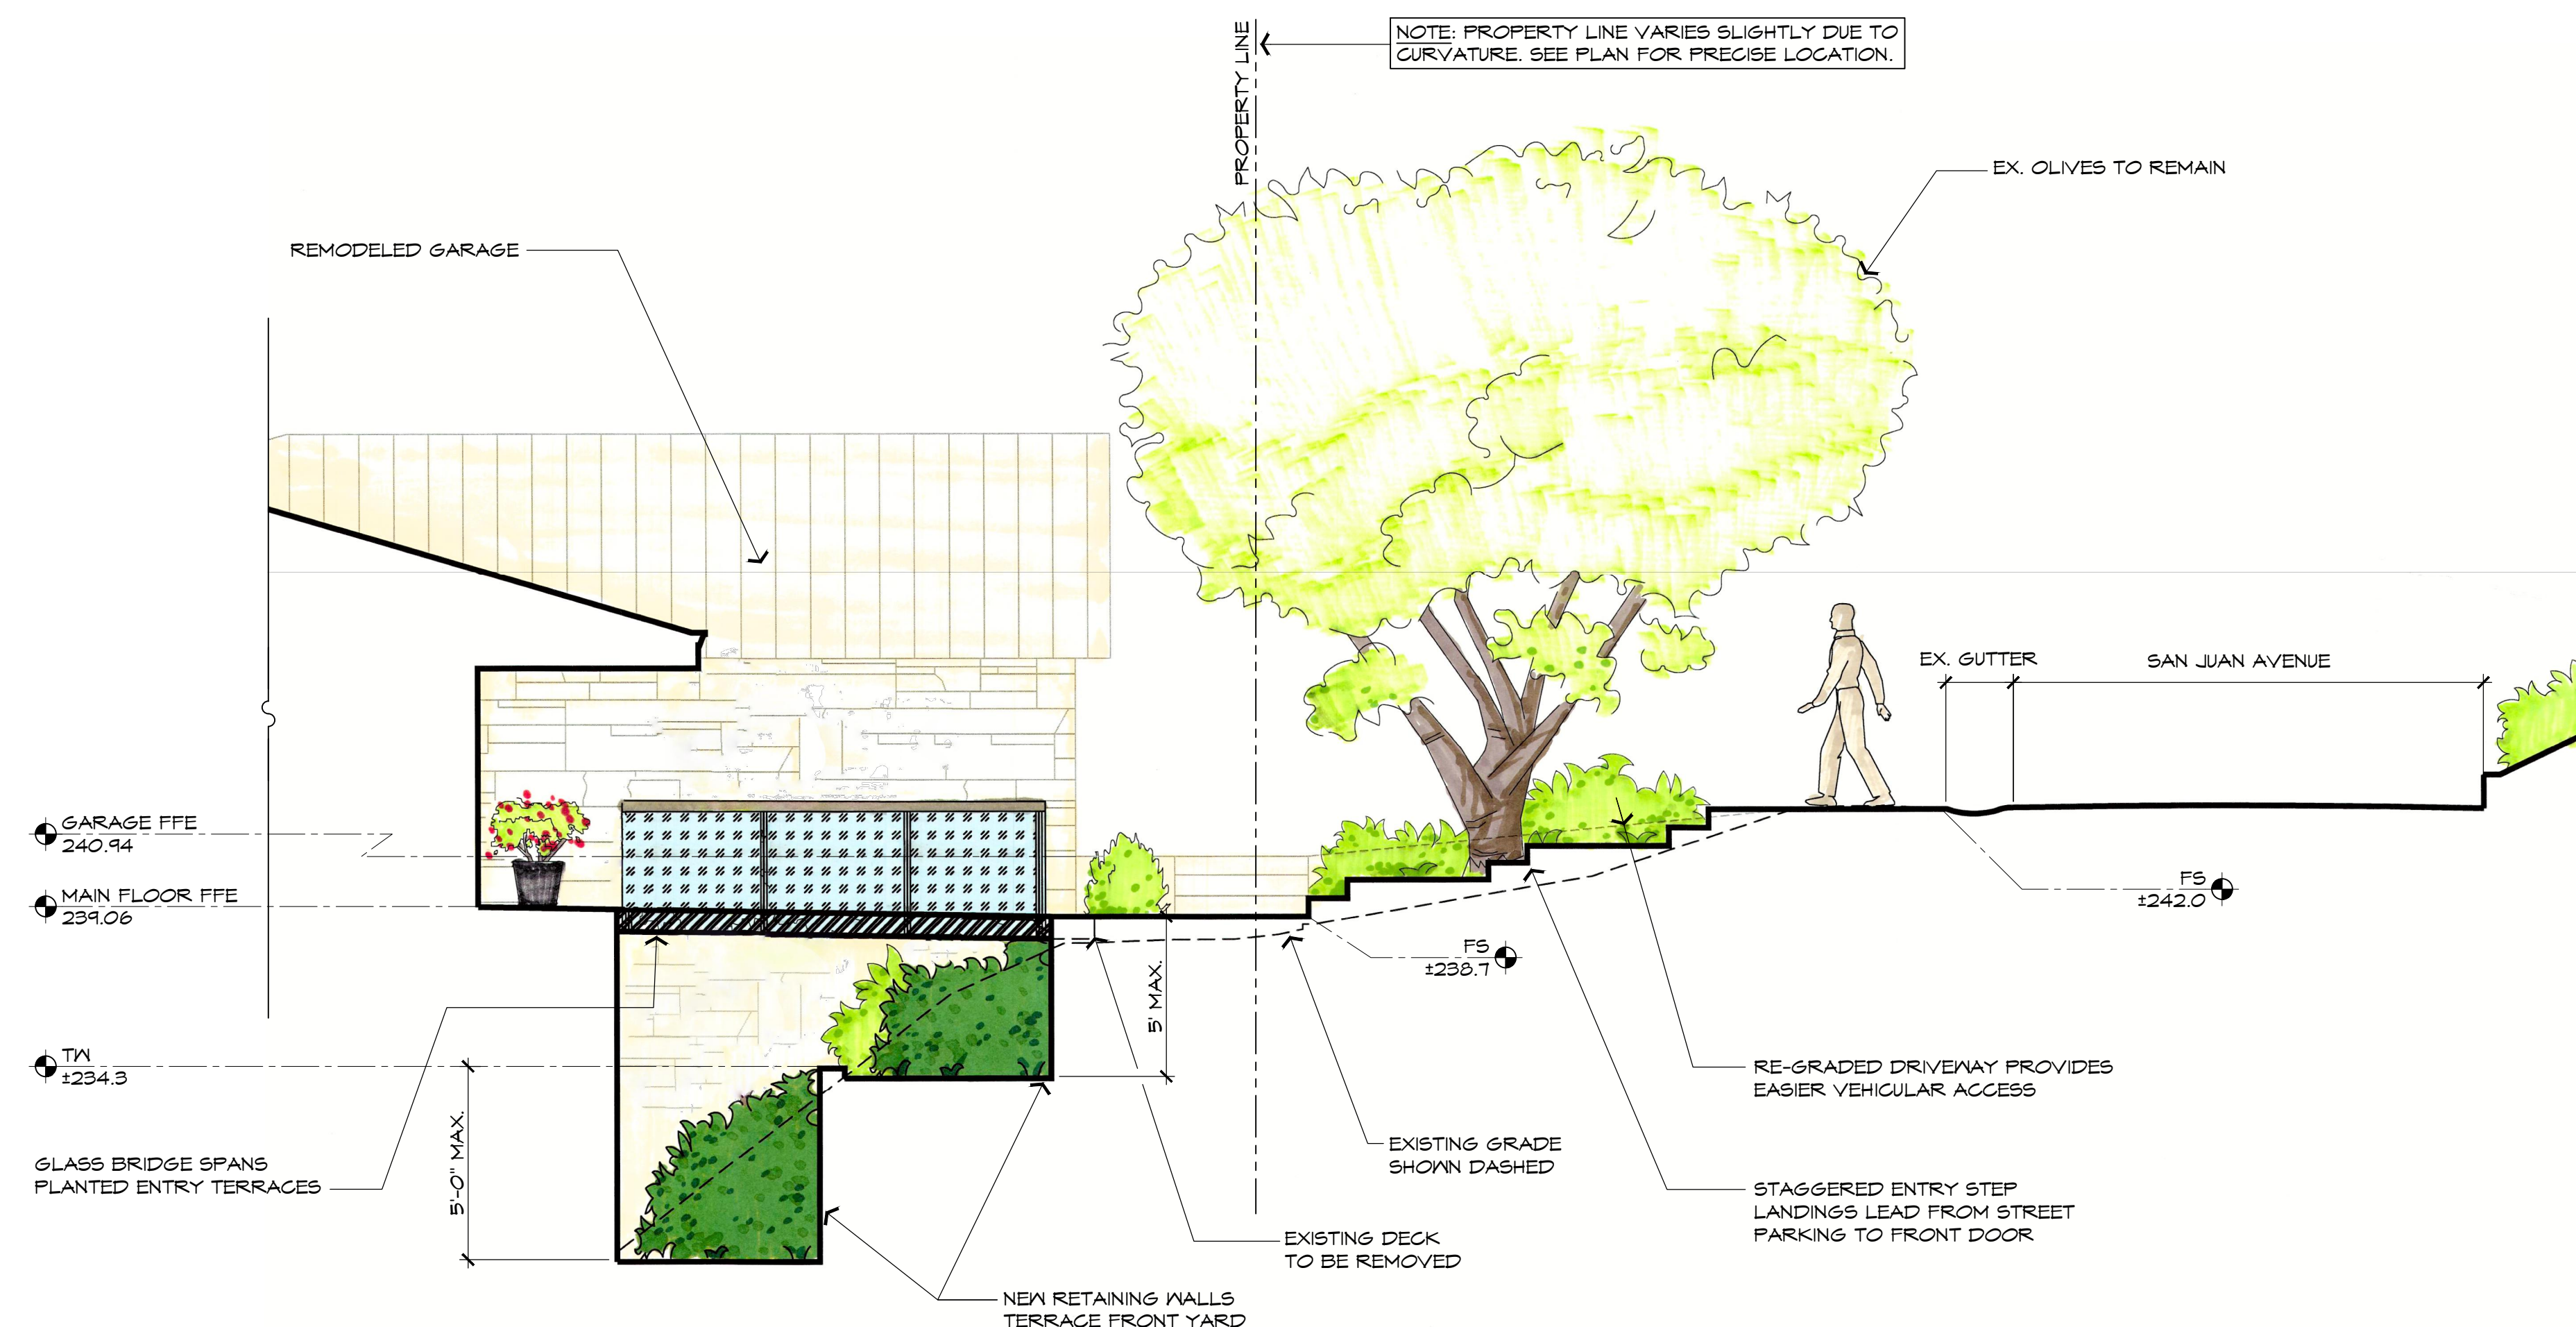 PROPERTY LINE
NOTE: PROPERTY LINE VARIES SLIGHTLY DUE TO
CURVATURE. SEE PLAN FOR PRECISE LOCATION.
EX. OLIVES TO REMAIN
REMODELED GARAGE
EX. GUTTER
SAN JUAN AVENUE
GARAGE FFE
240.94
MAIN FLOOR FFE
239.06
FS
±242.0
FS
±238.7
5' MAX.
TW
±234.3
5'-0" MAX.
RE-GRADED DRIVEWAY PROVIDES
EASIER VEHICULAR ACCESS
EXISTING GRADE
SHOWN DASHED
GLASS BRIDGE SPANS
PLANTED ENTRY TERRACES
STAGGERED ENTRY STEP
LANDINGS LEAD FROM STREET
PARKING TO FRONT DOOR
EXISTING DECK
TO BE REMOVED
NEW RETAINING WALLS
TERRACE FRONT YARD